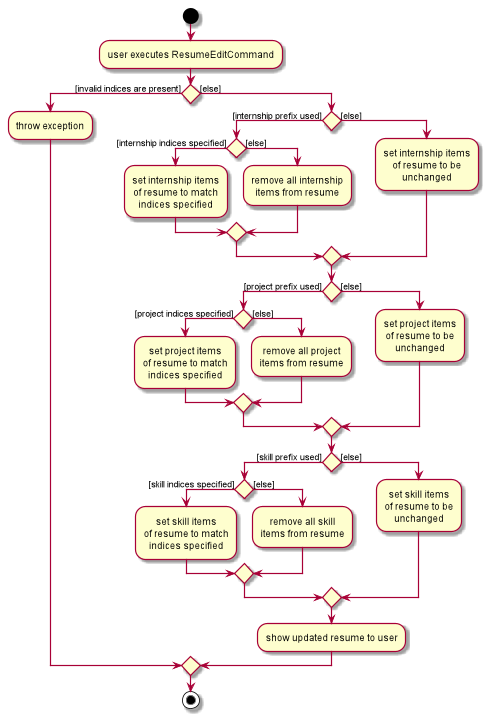 user executes ResumeEditCommand
[invalid indices are present]
[else]
throw exception
[internship prefix used]
[else]
[internship indices specified]
[else]
set internship items
of resume to match
indices specified
remove all internship
items from resume
set internship items
of resume to be
unchanged
[project prefix used]
[else]
[project indices specified]
[else]
set project items
of resume to match
indices specified
remove all project
items from resume
set project items
of resume to be
unchanged
[skill prefix used]
[else]
[skill indices specified]
[else]
set skill items
of resume to match
indices specified
remove all skill
items from resume
set skill items
of resume to be
unchanged
show updated resume to user